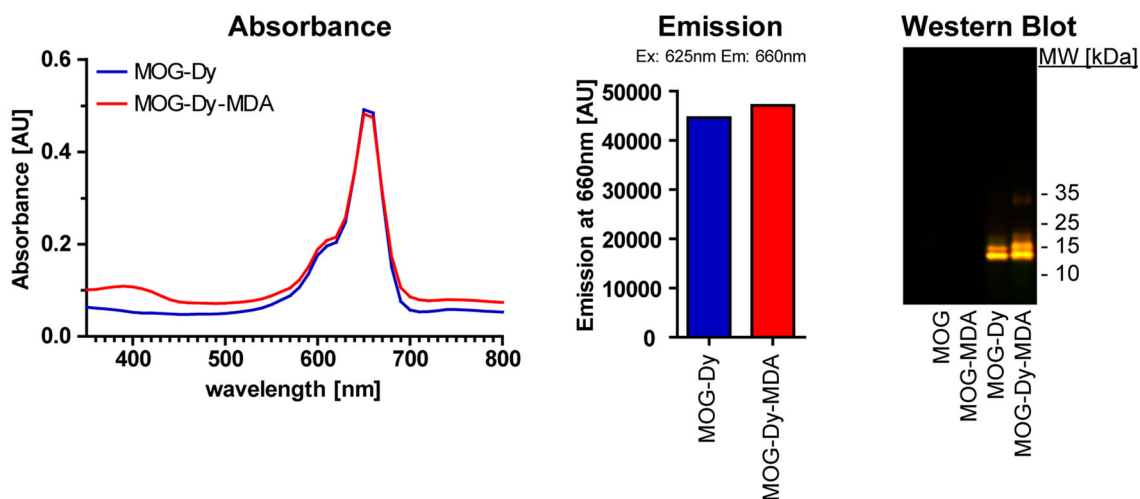 Absorbance
0.6
0.4
0.2
0.0
Absorbance [AU]
MOG-Dy
MOG-Dy-MDA
400
500
600
700
800
wavelength [nm]
Emission
Ex: 625nm Em: 660nm
Emission at 660nm [AU]
50000
40000
30000
20000
10000
0
MOG-Dy
MOG-Dy-MDA
Western Blot
MW [kDa]
- 35
- 25
- 15
- 10
MOG
MOG-MDA
MOG-Dy
MOG-Dy-MDA